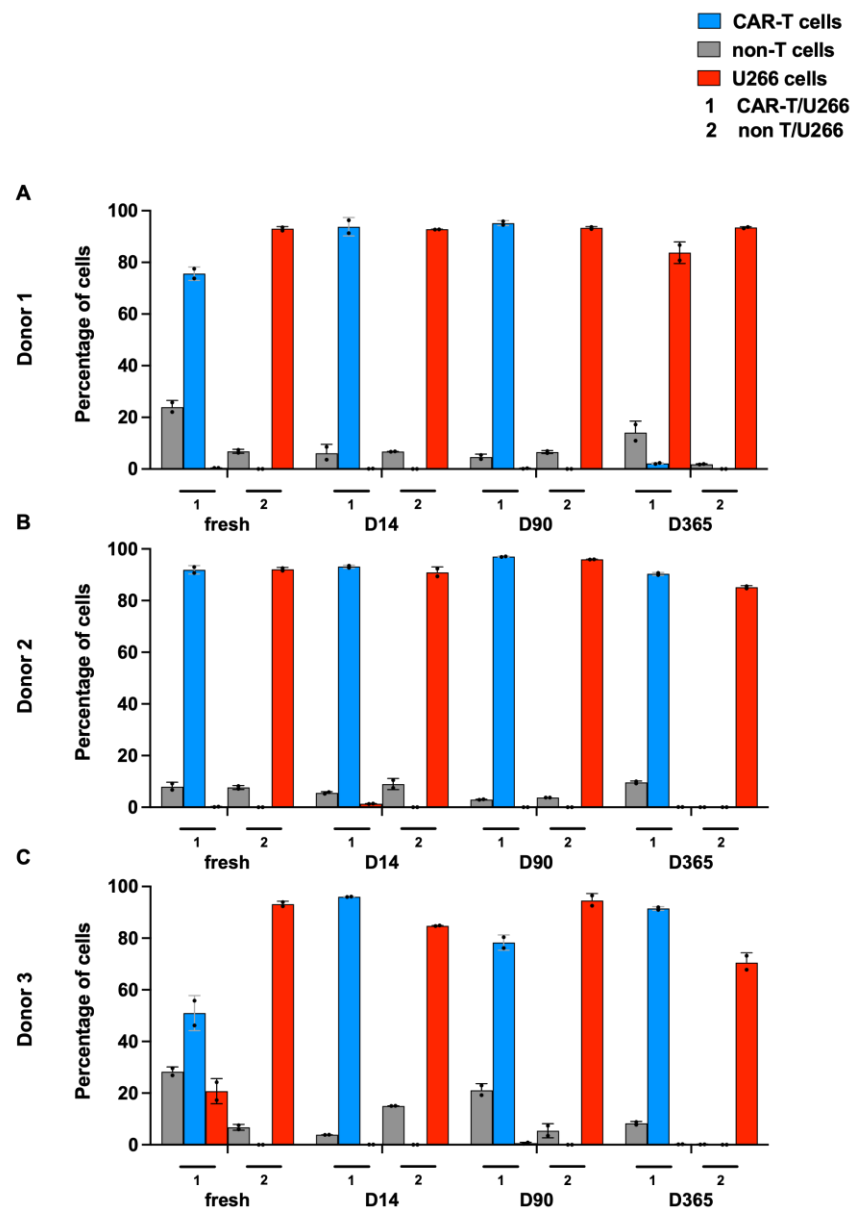 CAR-T cells
non-T cells
U266 cells
1 CAR-T/U266
2 non T/U266
A
Donor 1
Percentage of cells
100
80
60
40
20
0
1 2 1 2 1 2 1 2
fresh D14 D90 D365
B
Donor 2
Percentage of cells
100
80
60
40
20
0
1 2 1 2 1 2 1 2
fresh D14 D90 D365
C
Donor 3
Percentage of cells
100
80
60
40
20
0
1 2 1 2 1 2 1 2
fresh D14 D90 D365